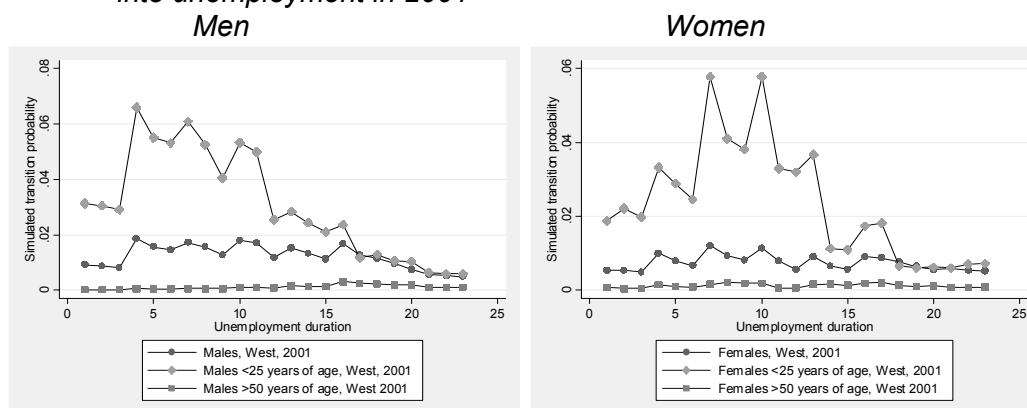 into unemployment in 2001
Men
Women
Simulated transition probability
.08
.06
.04
.02
0
0 5 10 15 20 25
Unemployment duration
Males, West, 2001
Males <25 years of age, West, 2001
Males >50 years of age, West 2001
Simulated transition probability
.06
.04
.02
0
0 5 10 15 20 25
Unemployment duration
Females, West, 2001
Females <25 years of age, West, 2001
Females >50 years of age, West 2001